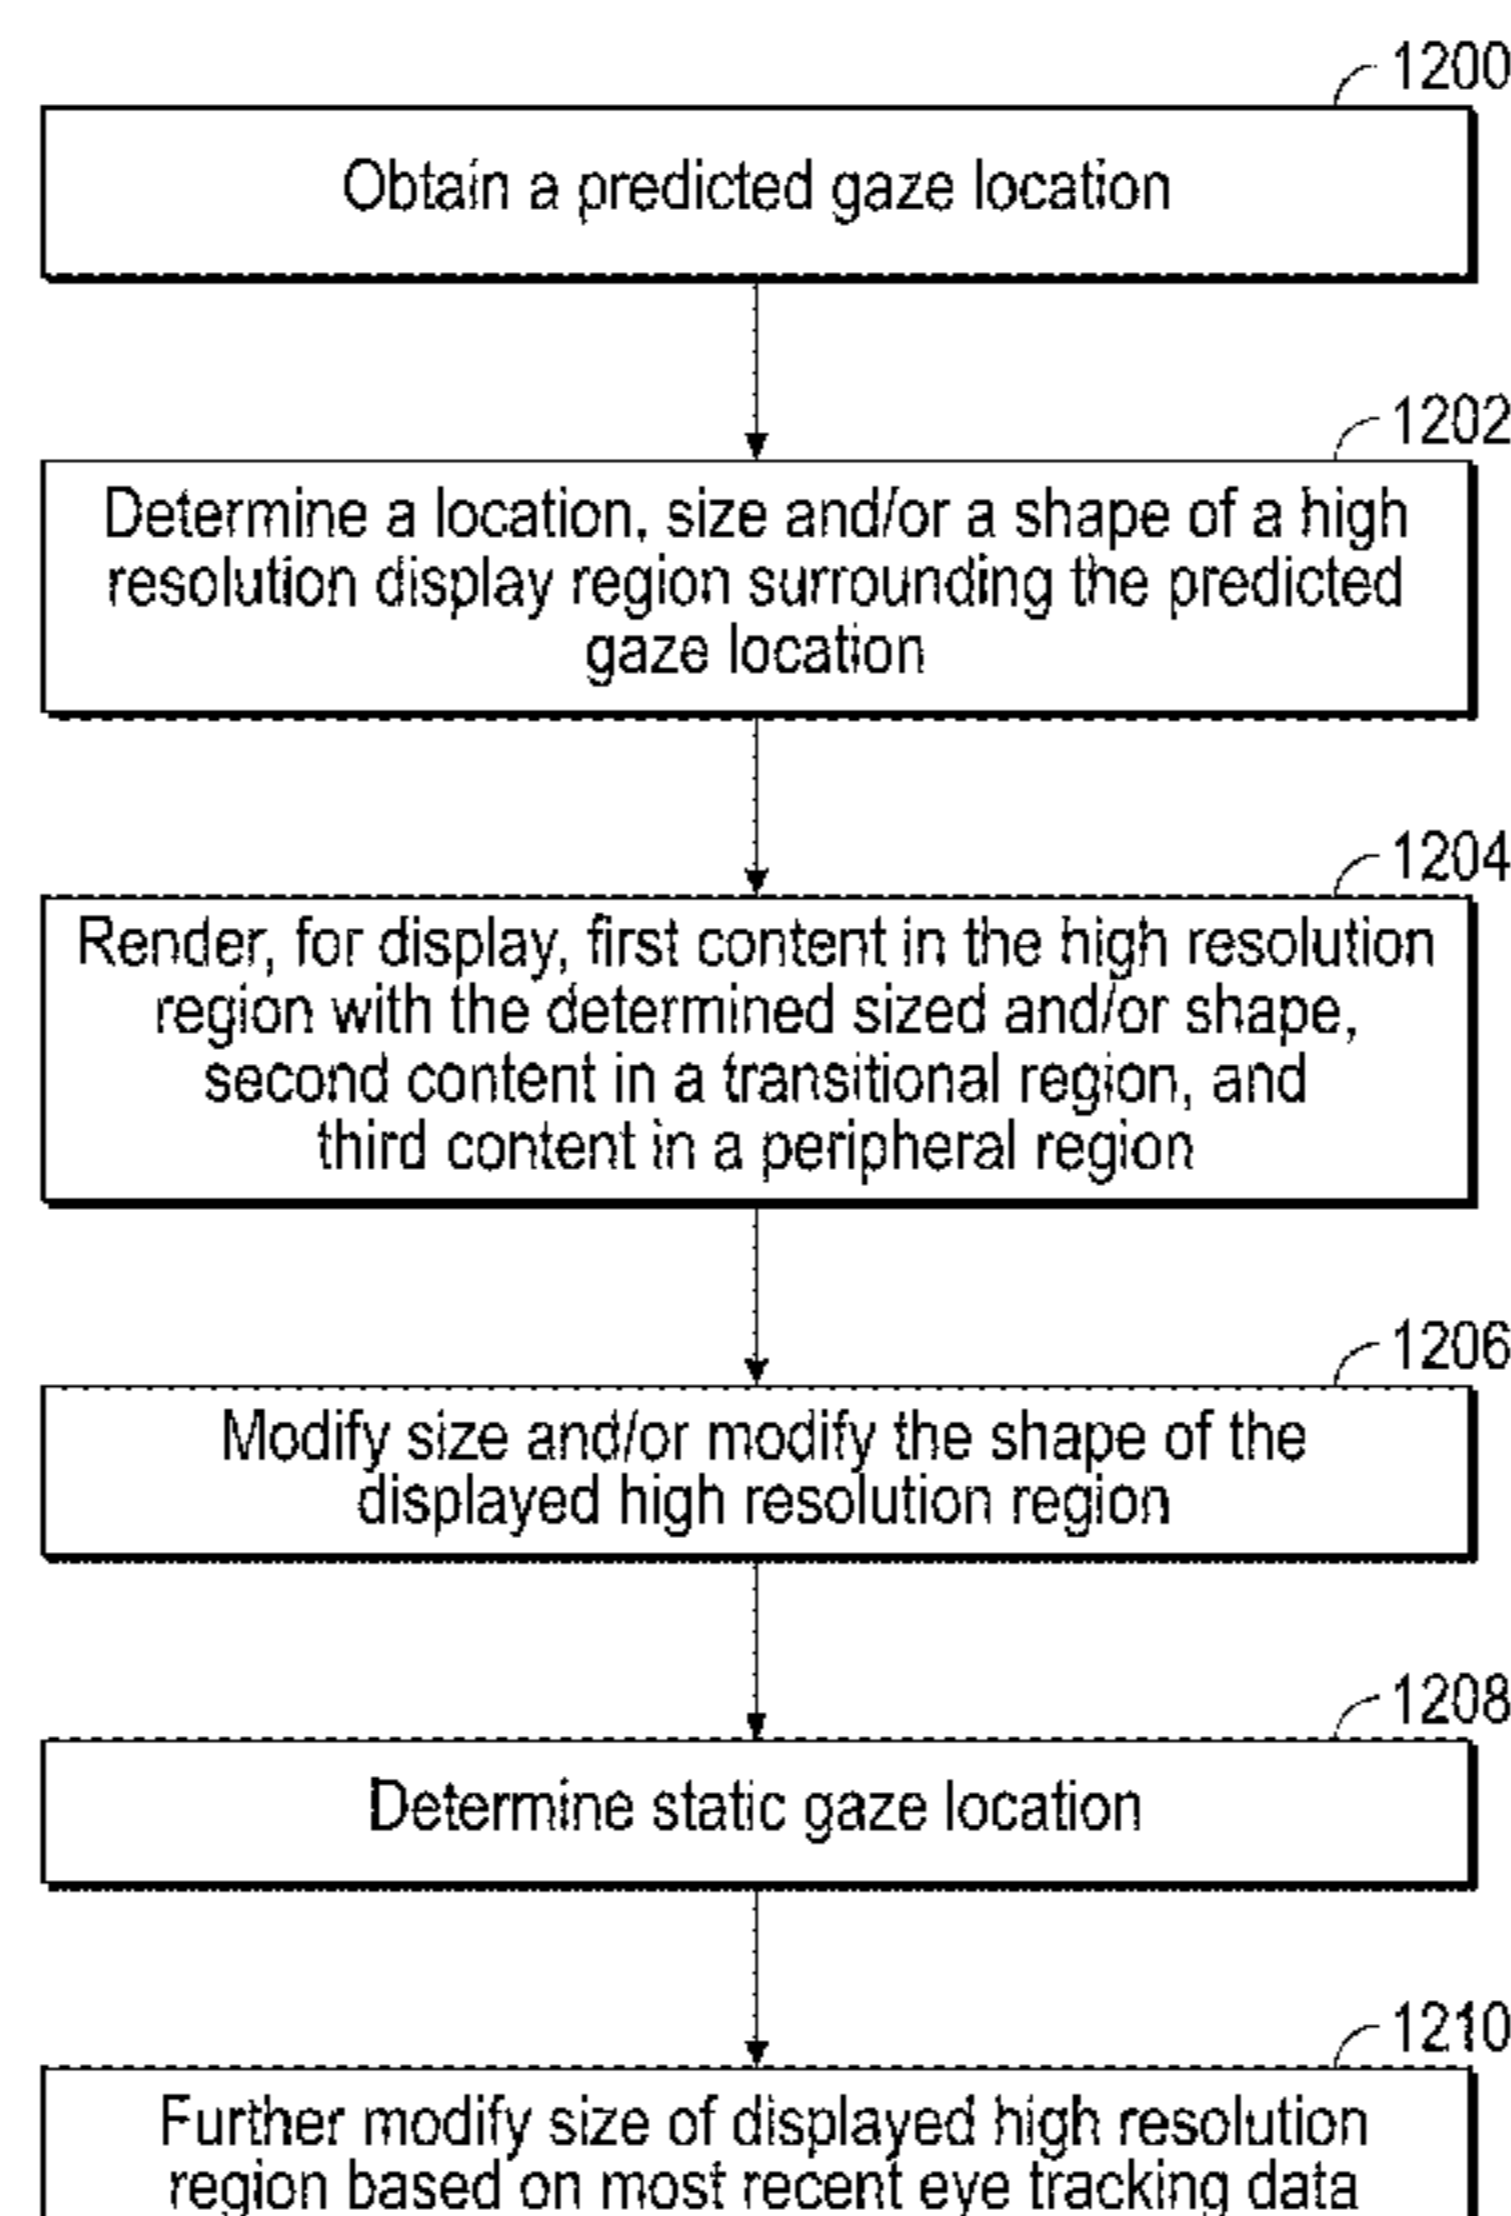 1200
Obtain a predicted gaze location
1202
Determine a location, size and/or a shape of a high
resolution display region surrounding the predicted
gaze location
1204
Render, for display, first content in the high resolution
region with the determined sized and/or shape,
second content in a transitional region, and
third content in a peripheral region
1206
Modify size and/or modify the shape of the
displayed high resolution region
1208
Determine static gaze location
1210
Further modify size of displayed high resolution
region based on most recent eye tracking data